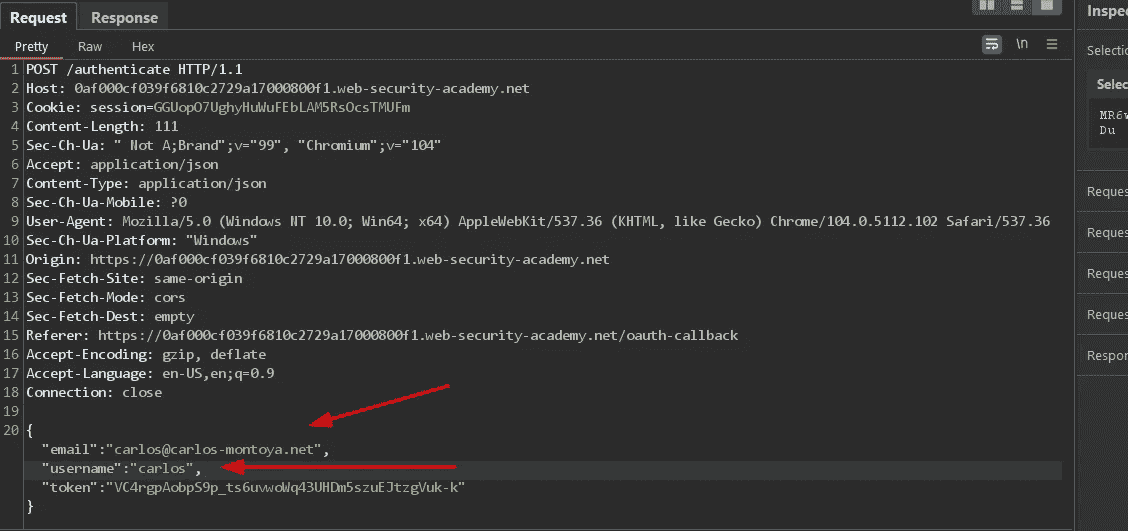 Request Response
Inspe
Pretty Raw Hex
\n
Selectio
1 POST /authenticate HTTP/1.1
2 Host: 0af000cf039f6810c2729a17000800f1.web-security-academy.net
Selec
3 Cookie: session=GGUopO7UghyHuWuFEbLAM5RsOcsTMUFm
MR6v
4 Content-Length: 111
Du
5 Sec-Ch-Ua: " Not A;Brand";v="99", "Chromium";v="104"
6 Accept: application/json
7 Content-Type: application/json
Reques
8 Sec-Ch-Ua-Mobile: ?0
9 User-Agent: Mozilla/5.0 (Windows NT 10.0; Win64; x64) AppleWebKit/537.36 (KHTML, like Gecko) Chrome/104.0.5112.102 Safari/537.36
Reques
10 Sec-Ch-Ua-Platform: "Windows"
11 Origin: https://0af000cf039f6810c2729a17000800f1.web-security-academy.net
Reques
12 Sec-Fetch-Site: same-origin
13 Sec-Fetch-Mode: cors
14 Sec-Fetch-Dest: empty
Reques
15 Referer: https://0af000cf039f6810c2729a17000800f1.web-security-academy.net/oauth-callback
16 Accept-Encoding: gzip, deflate
Respor
17 Accept-Language: en-US,en;q=0.9
18 Connection: close
19
20 {
"email":"carlos@carlos-montoya.net",
"username":"carlos",
"token":"VC4rgpAobpS9p_ts6uvwoWq43UHDm5szuEJtzgVuk-k"
}